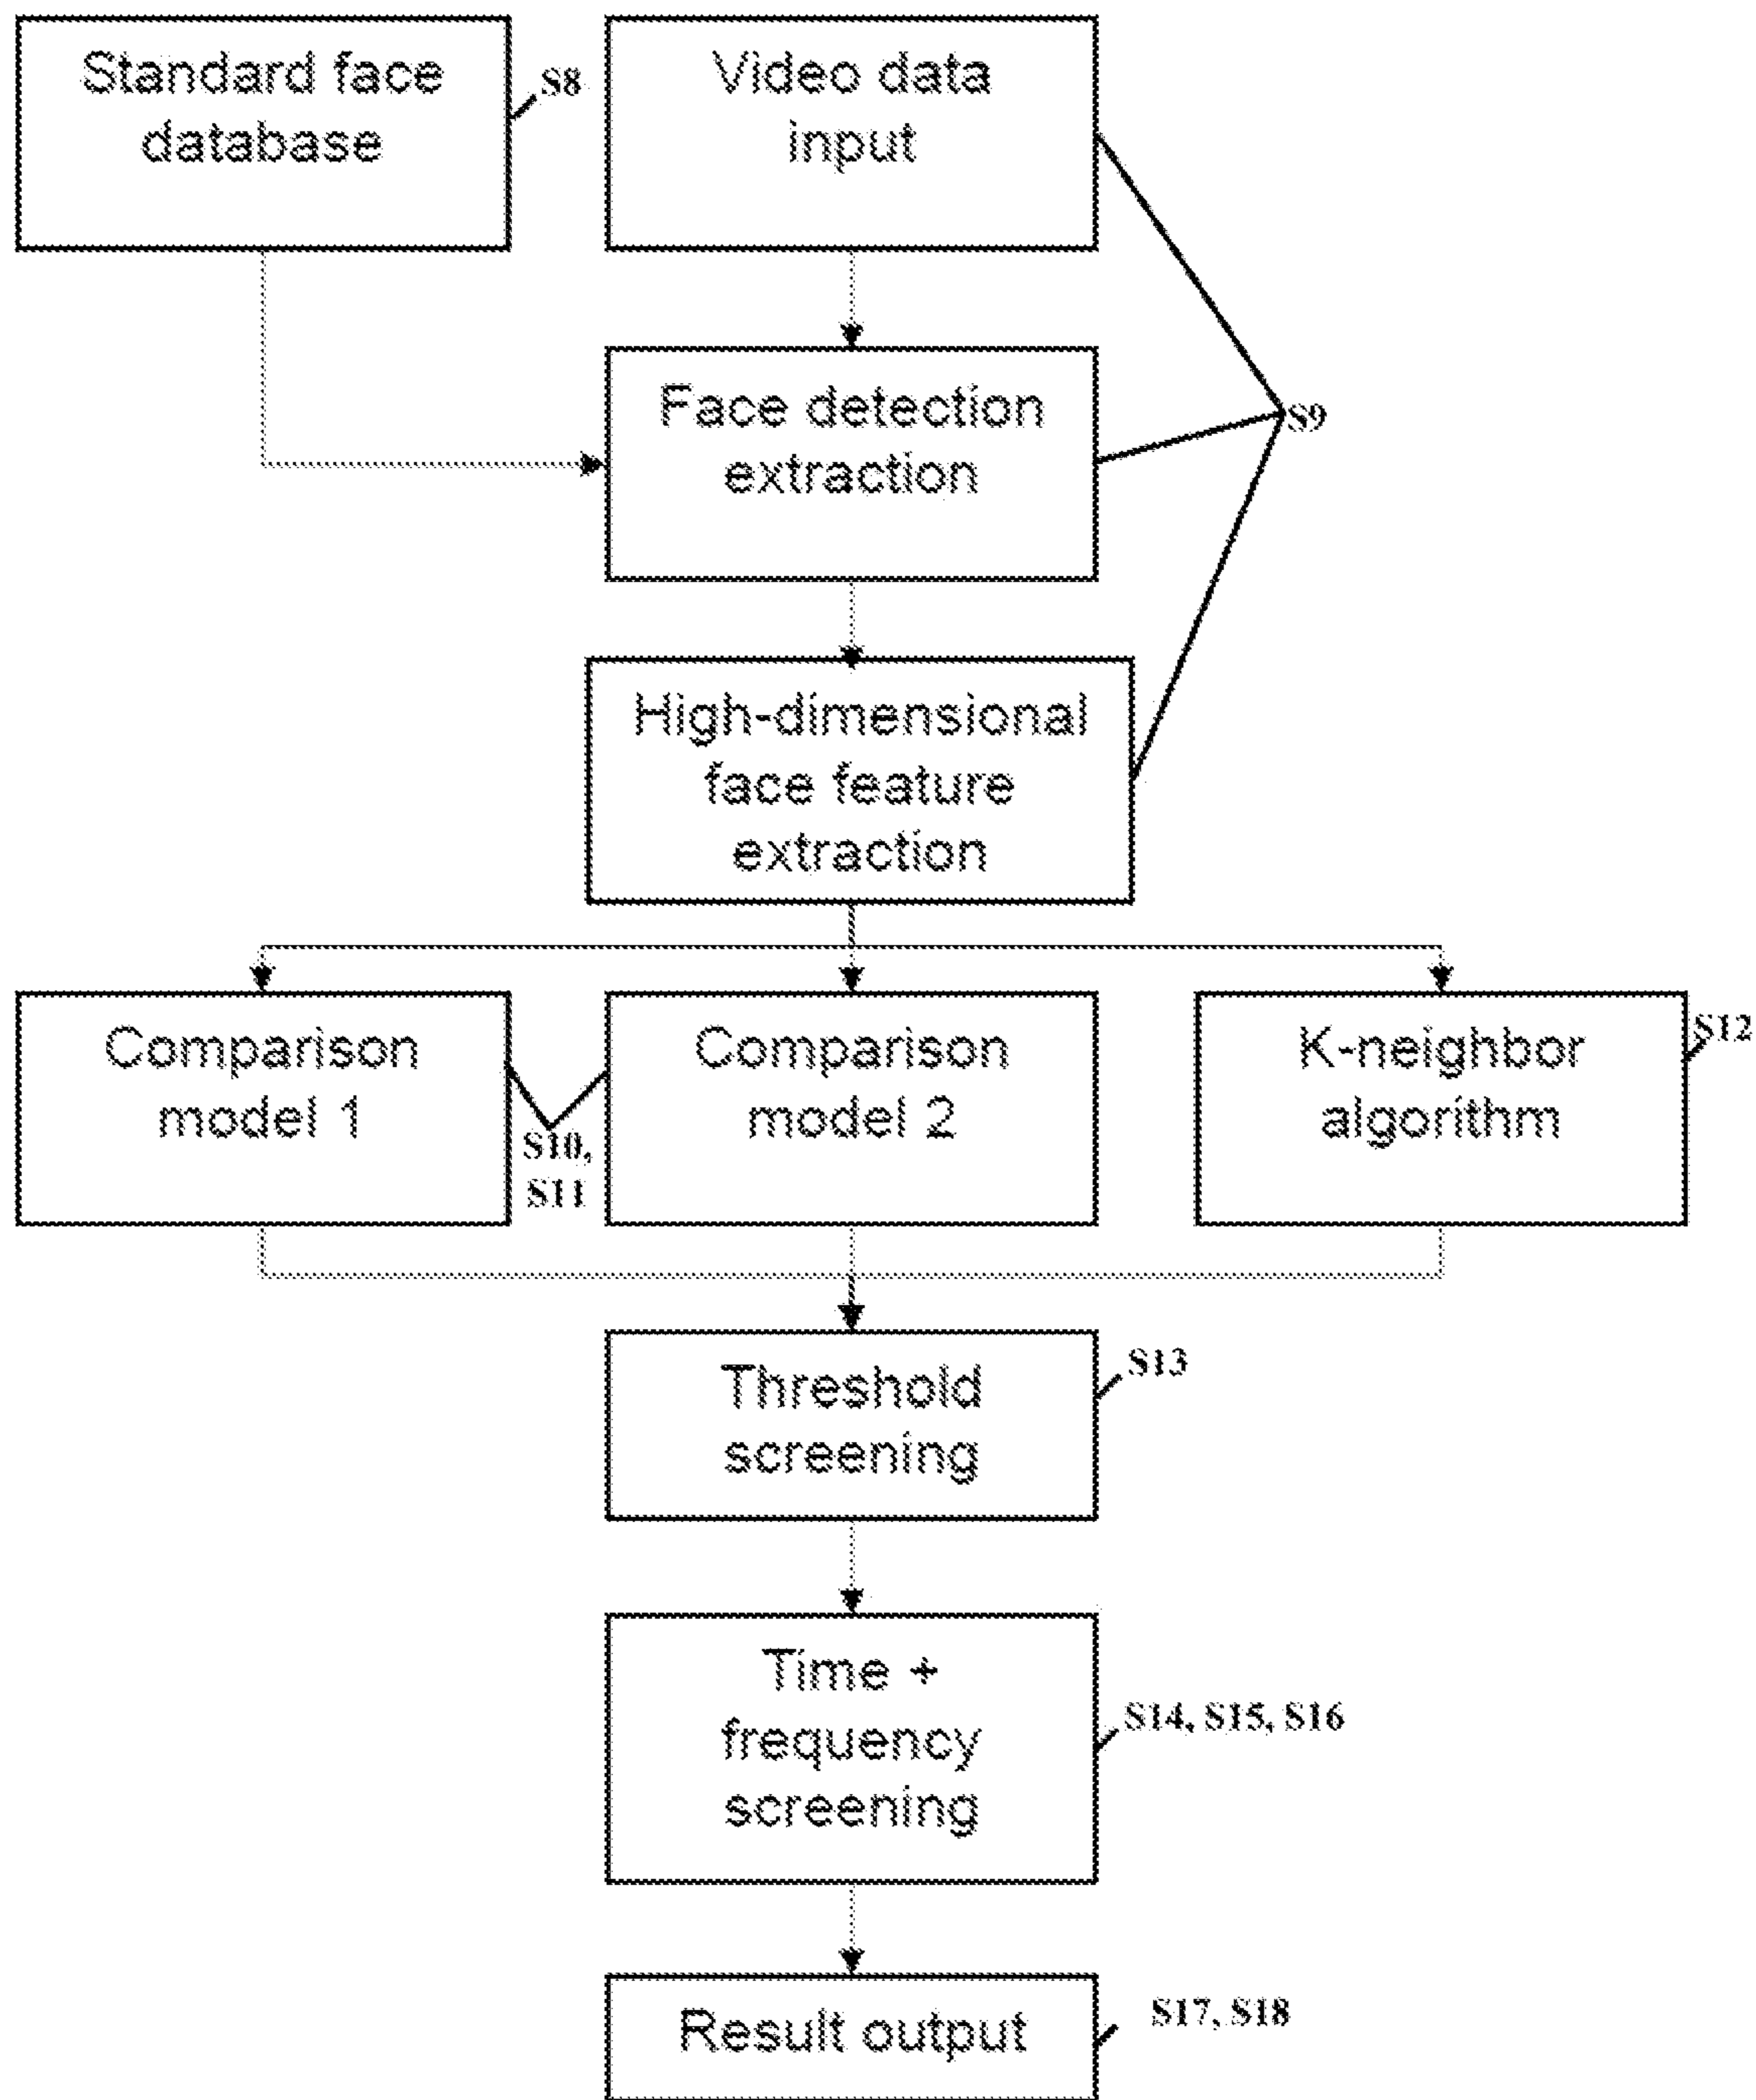 Standard face
database
S8
Video data
input
Face detection
extraction
S9
High-dimensional
face feature
extraction
Comparison
model 1
S10,
S11
Comparison
model 2
K-neighbor
algorithm
S12
Threshold
screening
S13
Time +
frequency
screening
S14, S15, S16
Result output
S17, S18